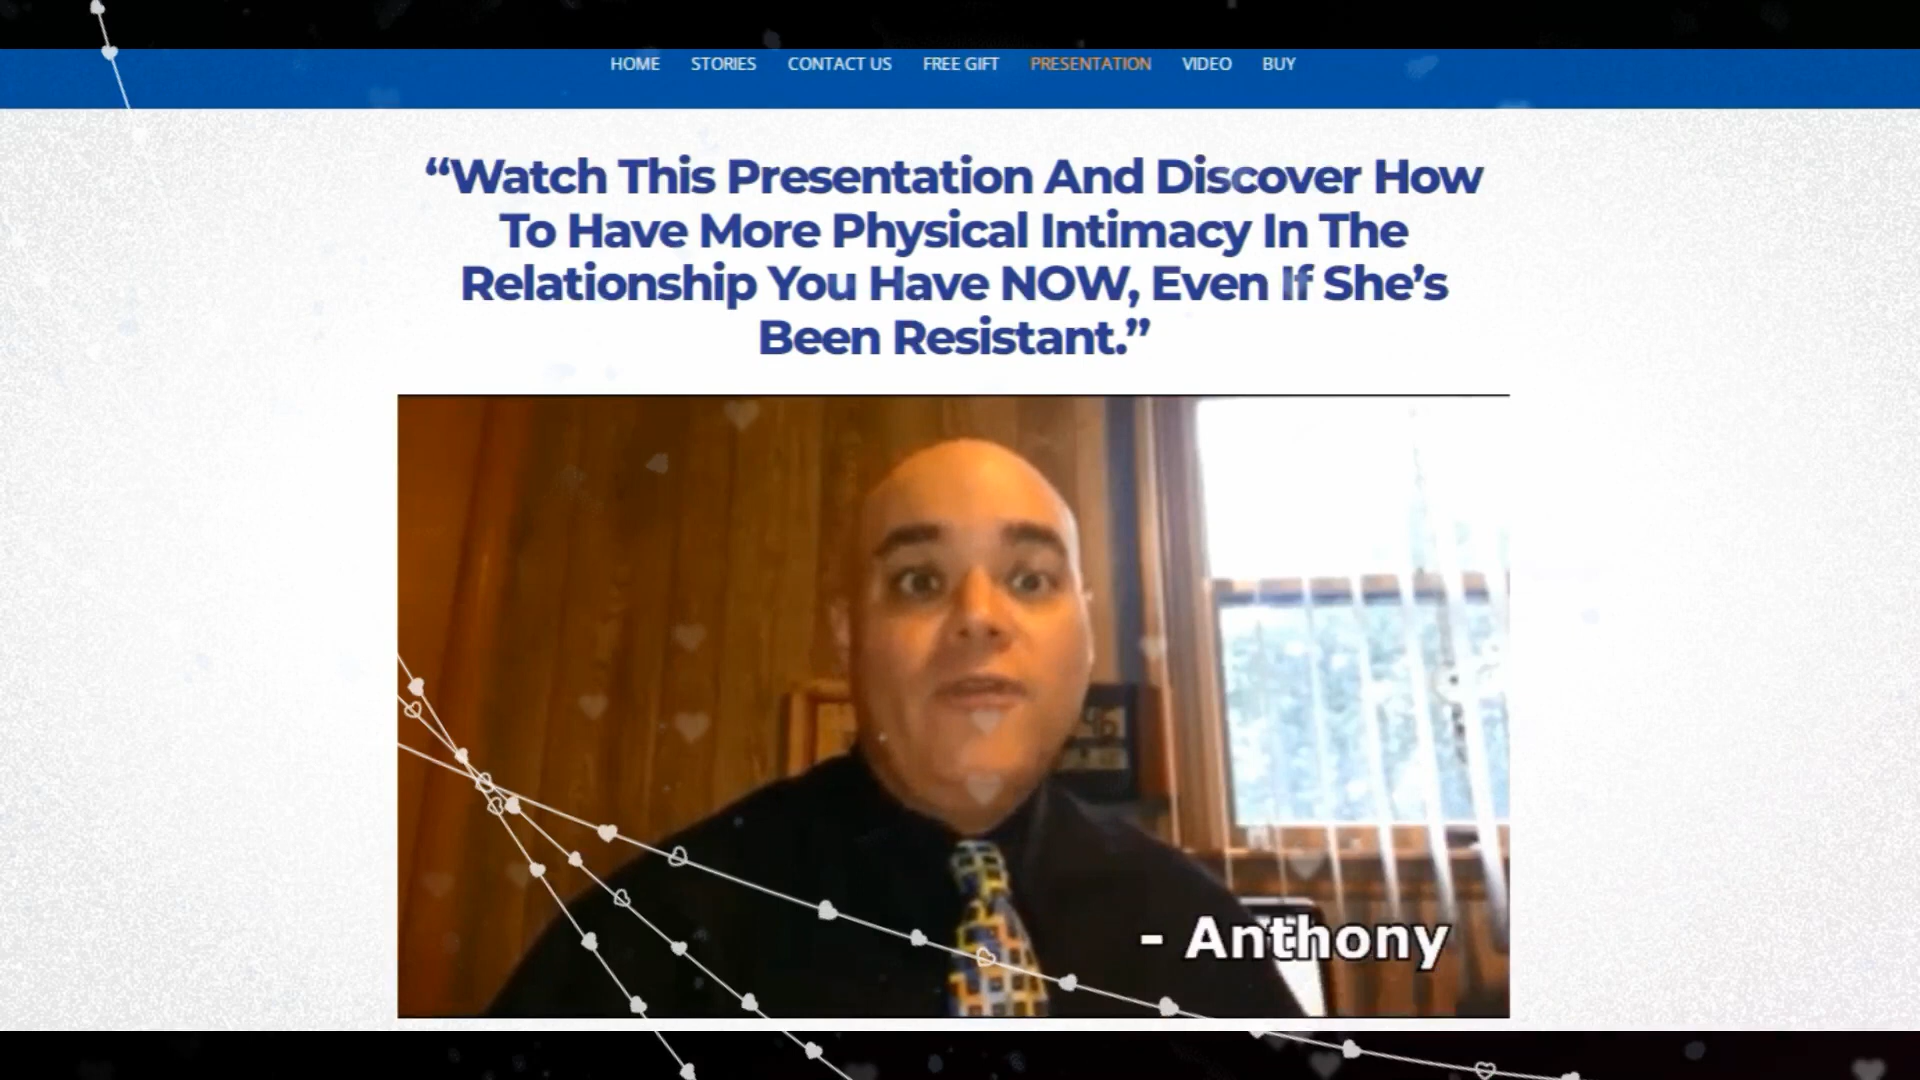 HOME STORIES CONTACT US FREE GIFT PRESENTATION VIDEO BUY
“Watch This Presentation And Discover How
To Have More Physical Intimacy In The
Relationship You Have NOW, Even If She’s
Been Resistant.”
- Anthony